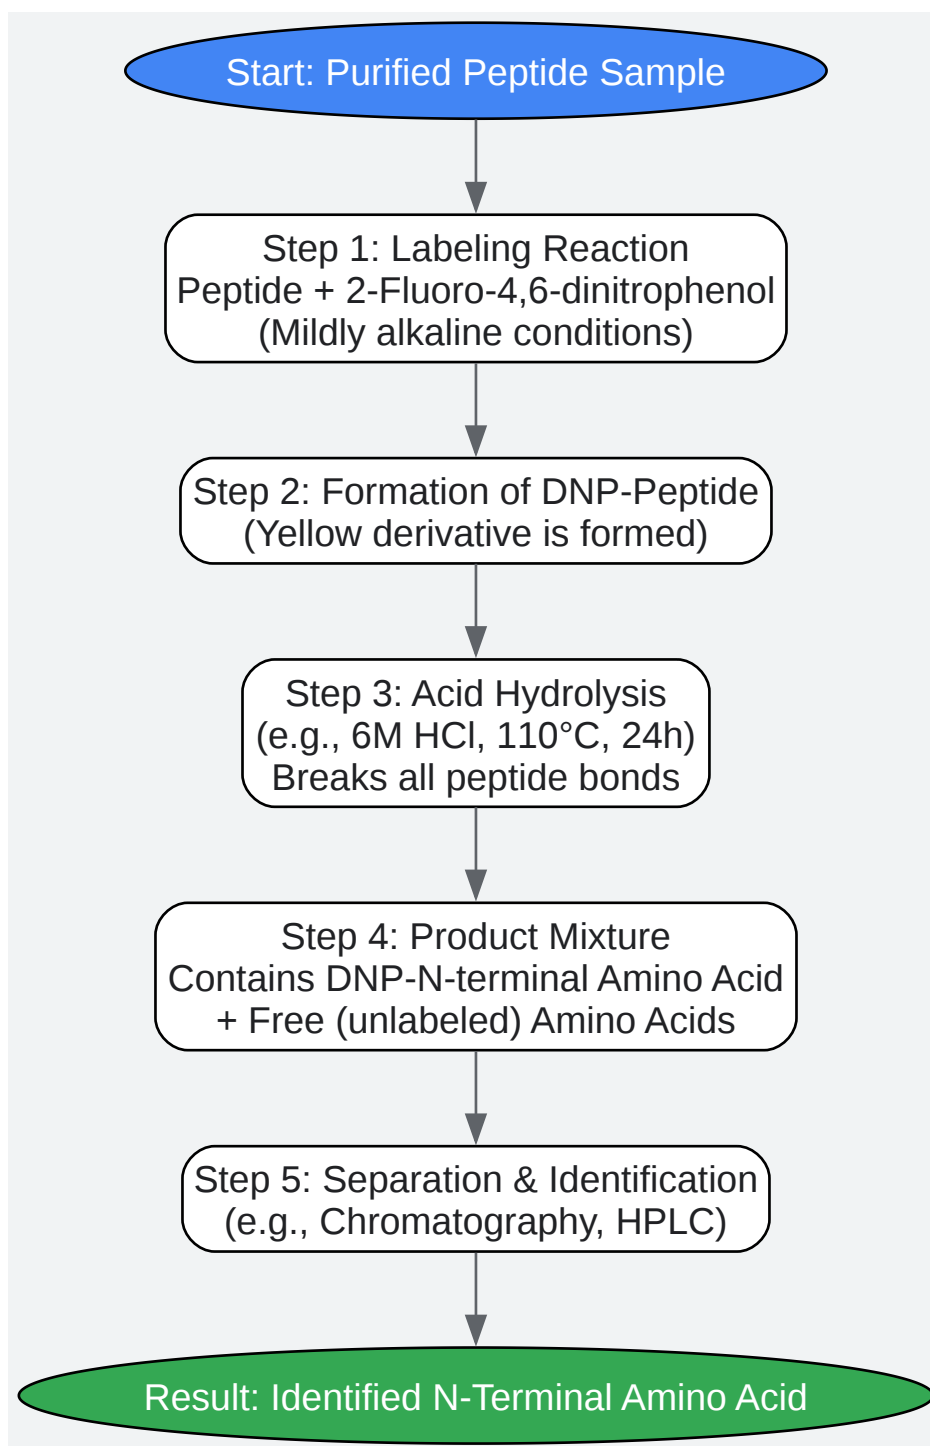 Start: Purified Peptide Sample
Step 1: Labeling Reaction
Peptide + 2-Fluoro-4,6-dinitrophenol
(Mildly alkaline conditions)
Step 2: Formation of DNP-Peptide
(Yellow derivative is formed)
Step 3: Acid Hydrolysis
(e.g., 6M HCl, 110°C, 24h)
Breaks all peptide bonds
Step 4: Product Mixture
Contains DNP-N-terminal Amino Acid
+ Free (unlabeled) Amino Acids
Step 5: Separation & Identification
(e.g., Chromatography, HPLC)
Result: Identified N-Terminal Amino Acid